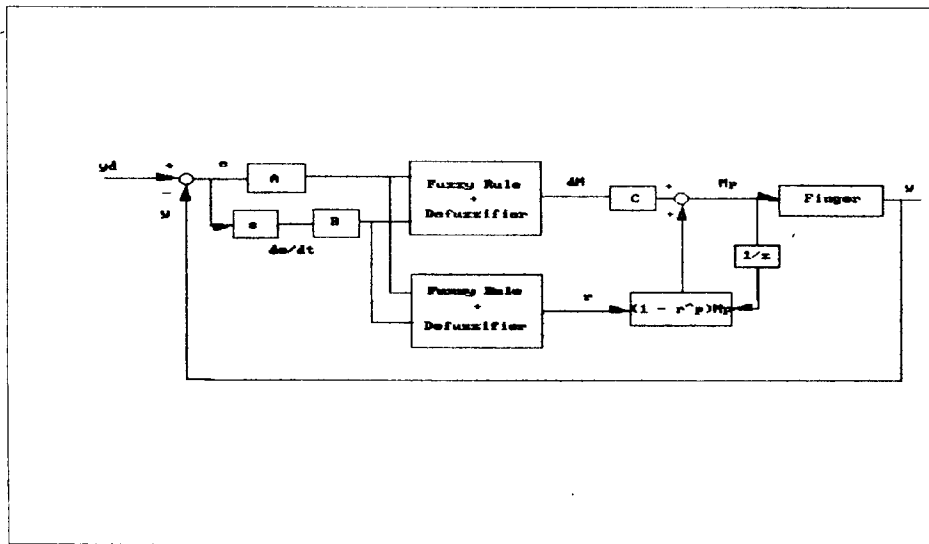 yd
+
-
y
e
A
s
de/dt
B
Fuzzy Rule
+
Defuzzifier
dM
C
+
+
Mp
Finger
y
1/z
Fuzzy Rule
+
Defuzzifier
r
(1 - r^p)Mp